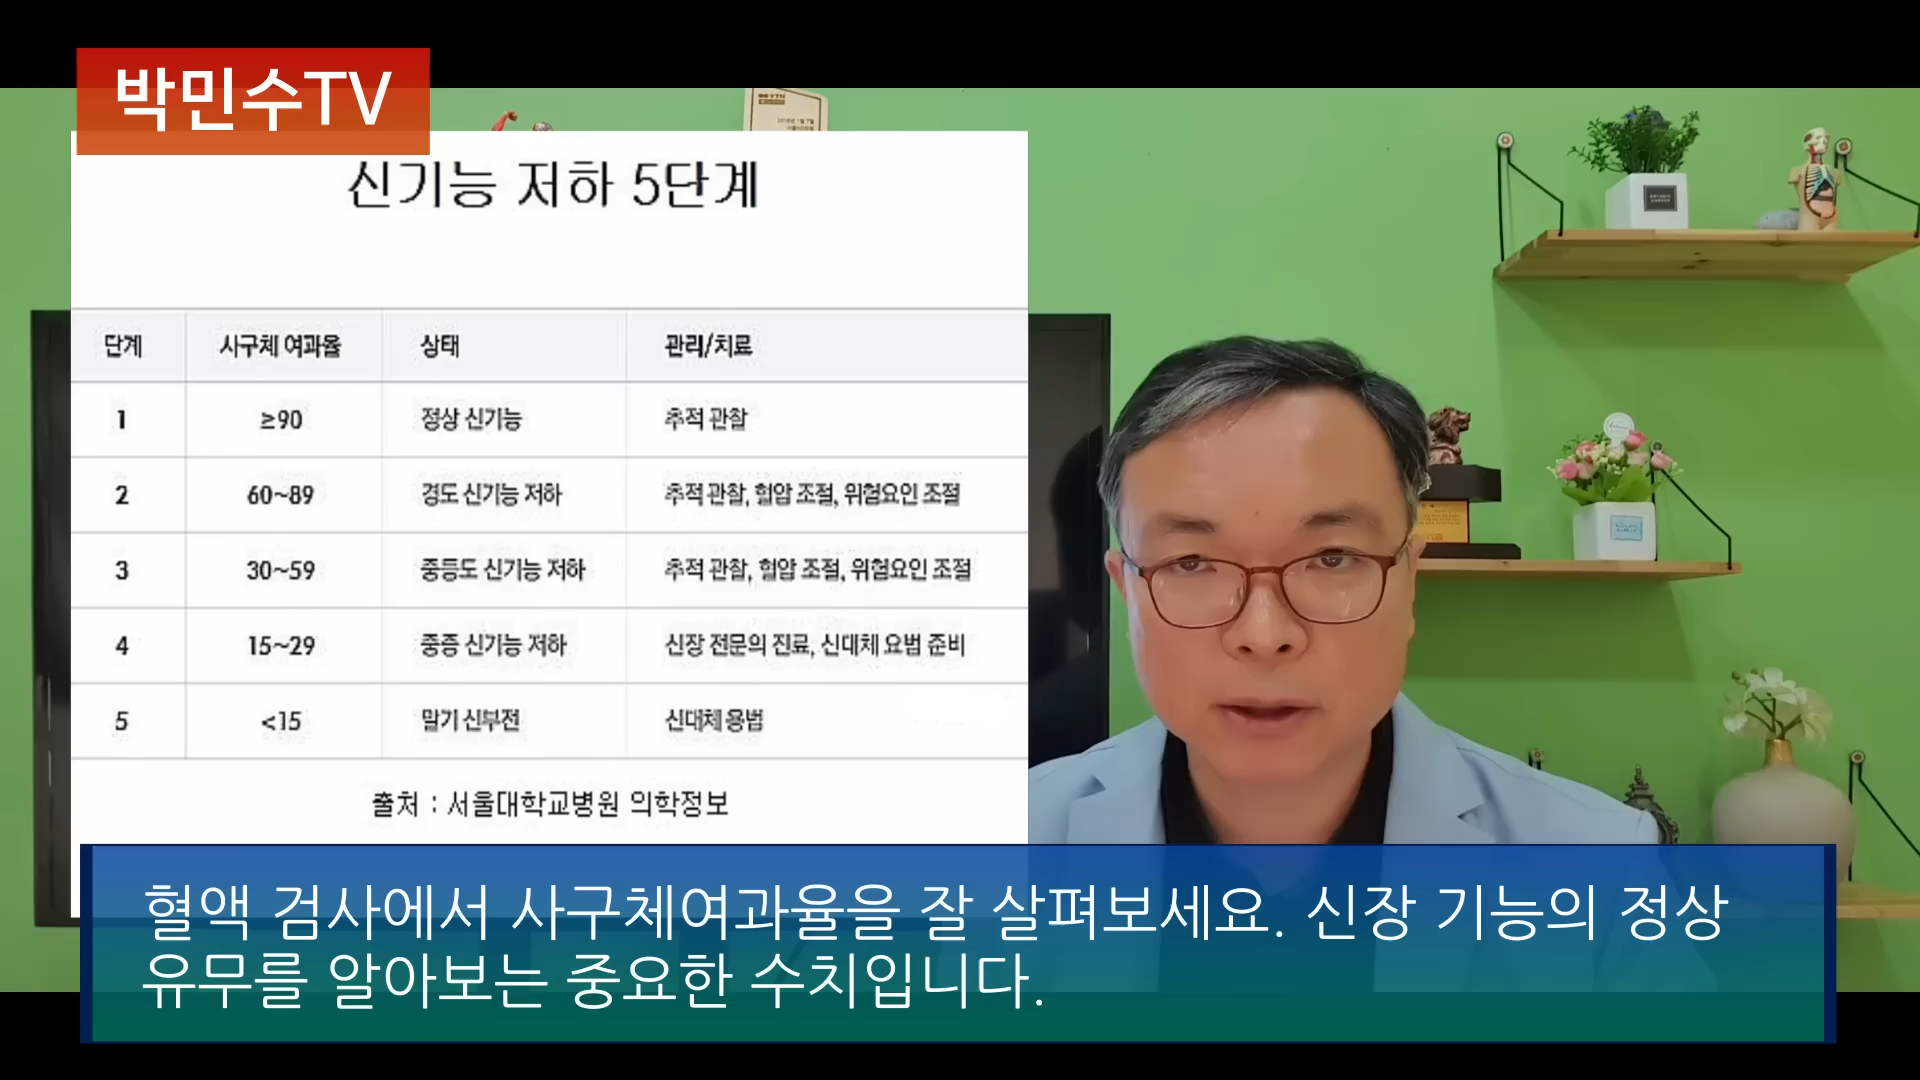 박민수TV
신기능 저하 5단계
단계 사구체 여과율 상태 관리/치료
1 ≥90 정상 신기능 추적 관찰
2 60~89 경도 신기능 저하 추적 관찰, 혈압 조절, 위험요인 조절
3 30~59 중등도 신기능 저하 추적 관찰, 혈압 조절, 위험요인 조절
4 15~29 중증 신기능 저하 신장 전문의 진료, 신대체 요법 준비
5 <15 말기 신부전 신대체 용법
출처 : 서울대학교병원 의학정보
혈액 검사에서 사구체여과율을 잘 살펴보세요. 신장 기능의 정상
유무를 알아보는 중요한 수치입니다.